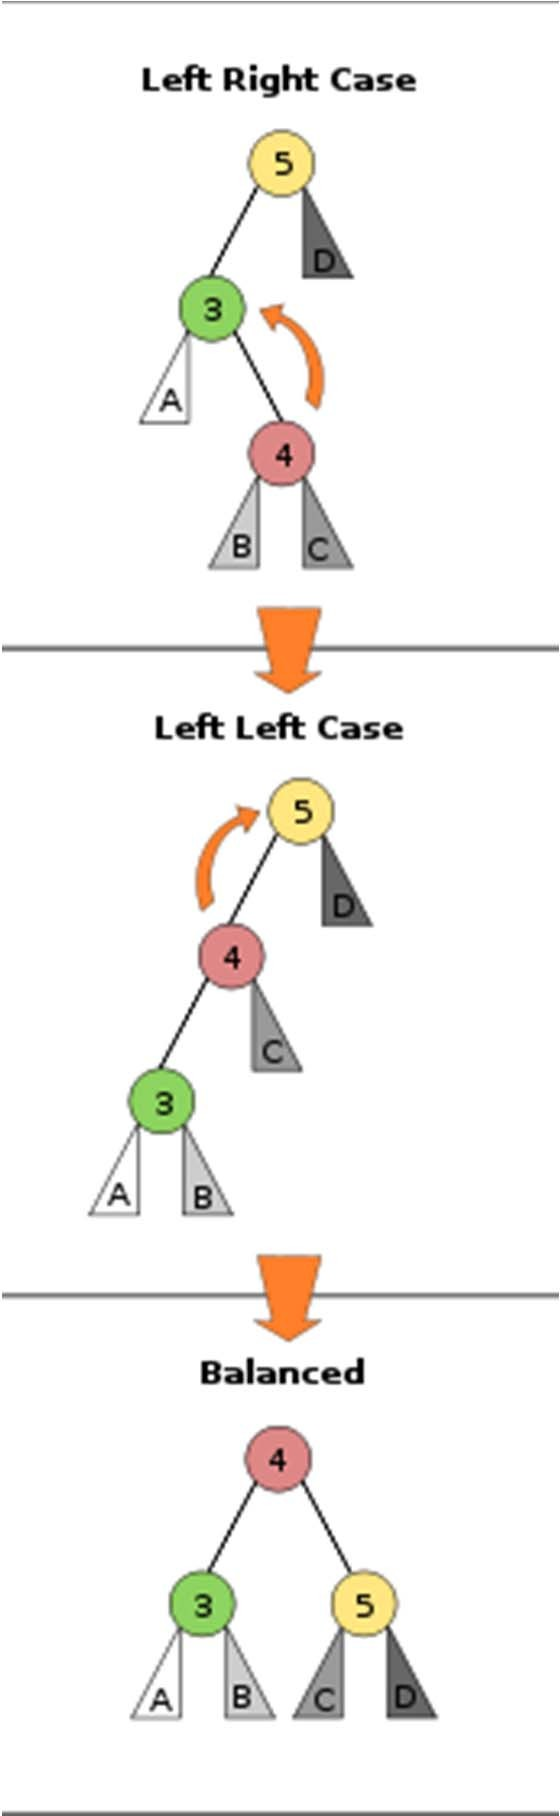 Left Right Case
5
D
3
A
4
B C
Left Left Case
5
D
4
C
3
A B
Balanced
4
3 5
A B C D